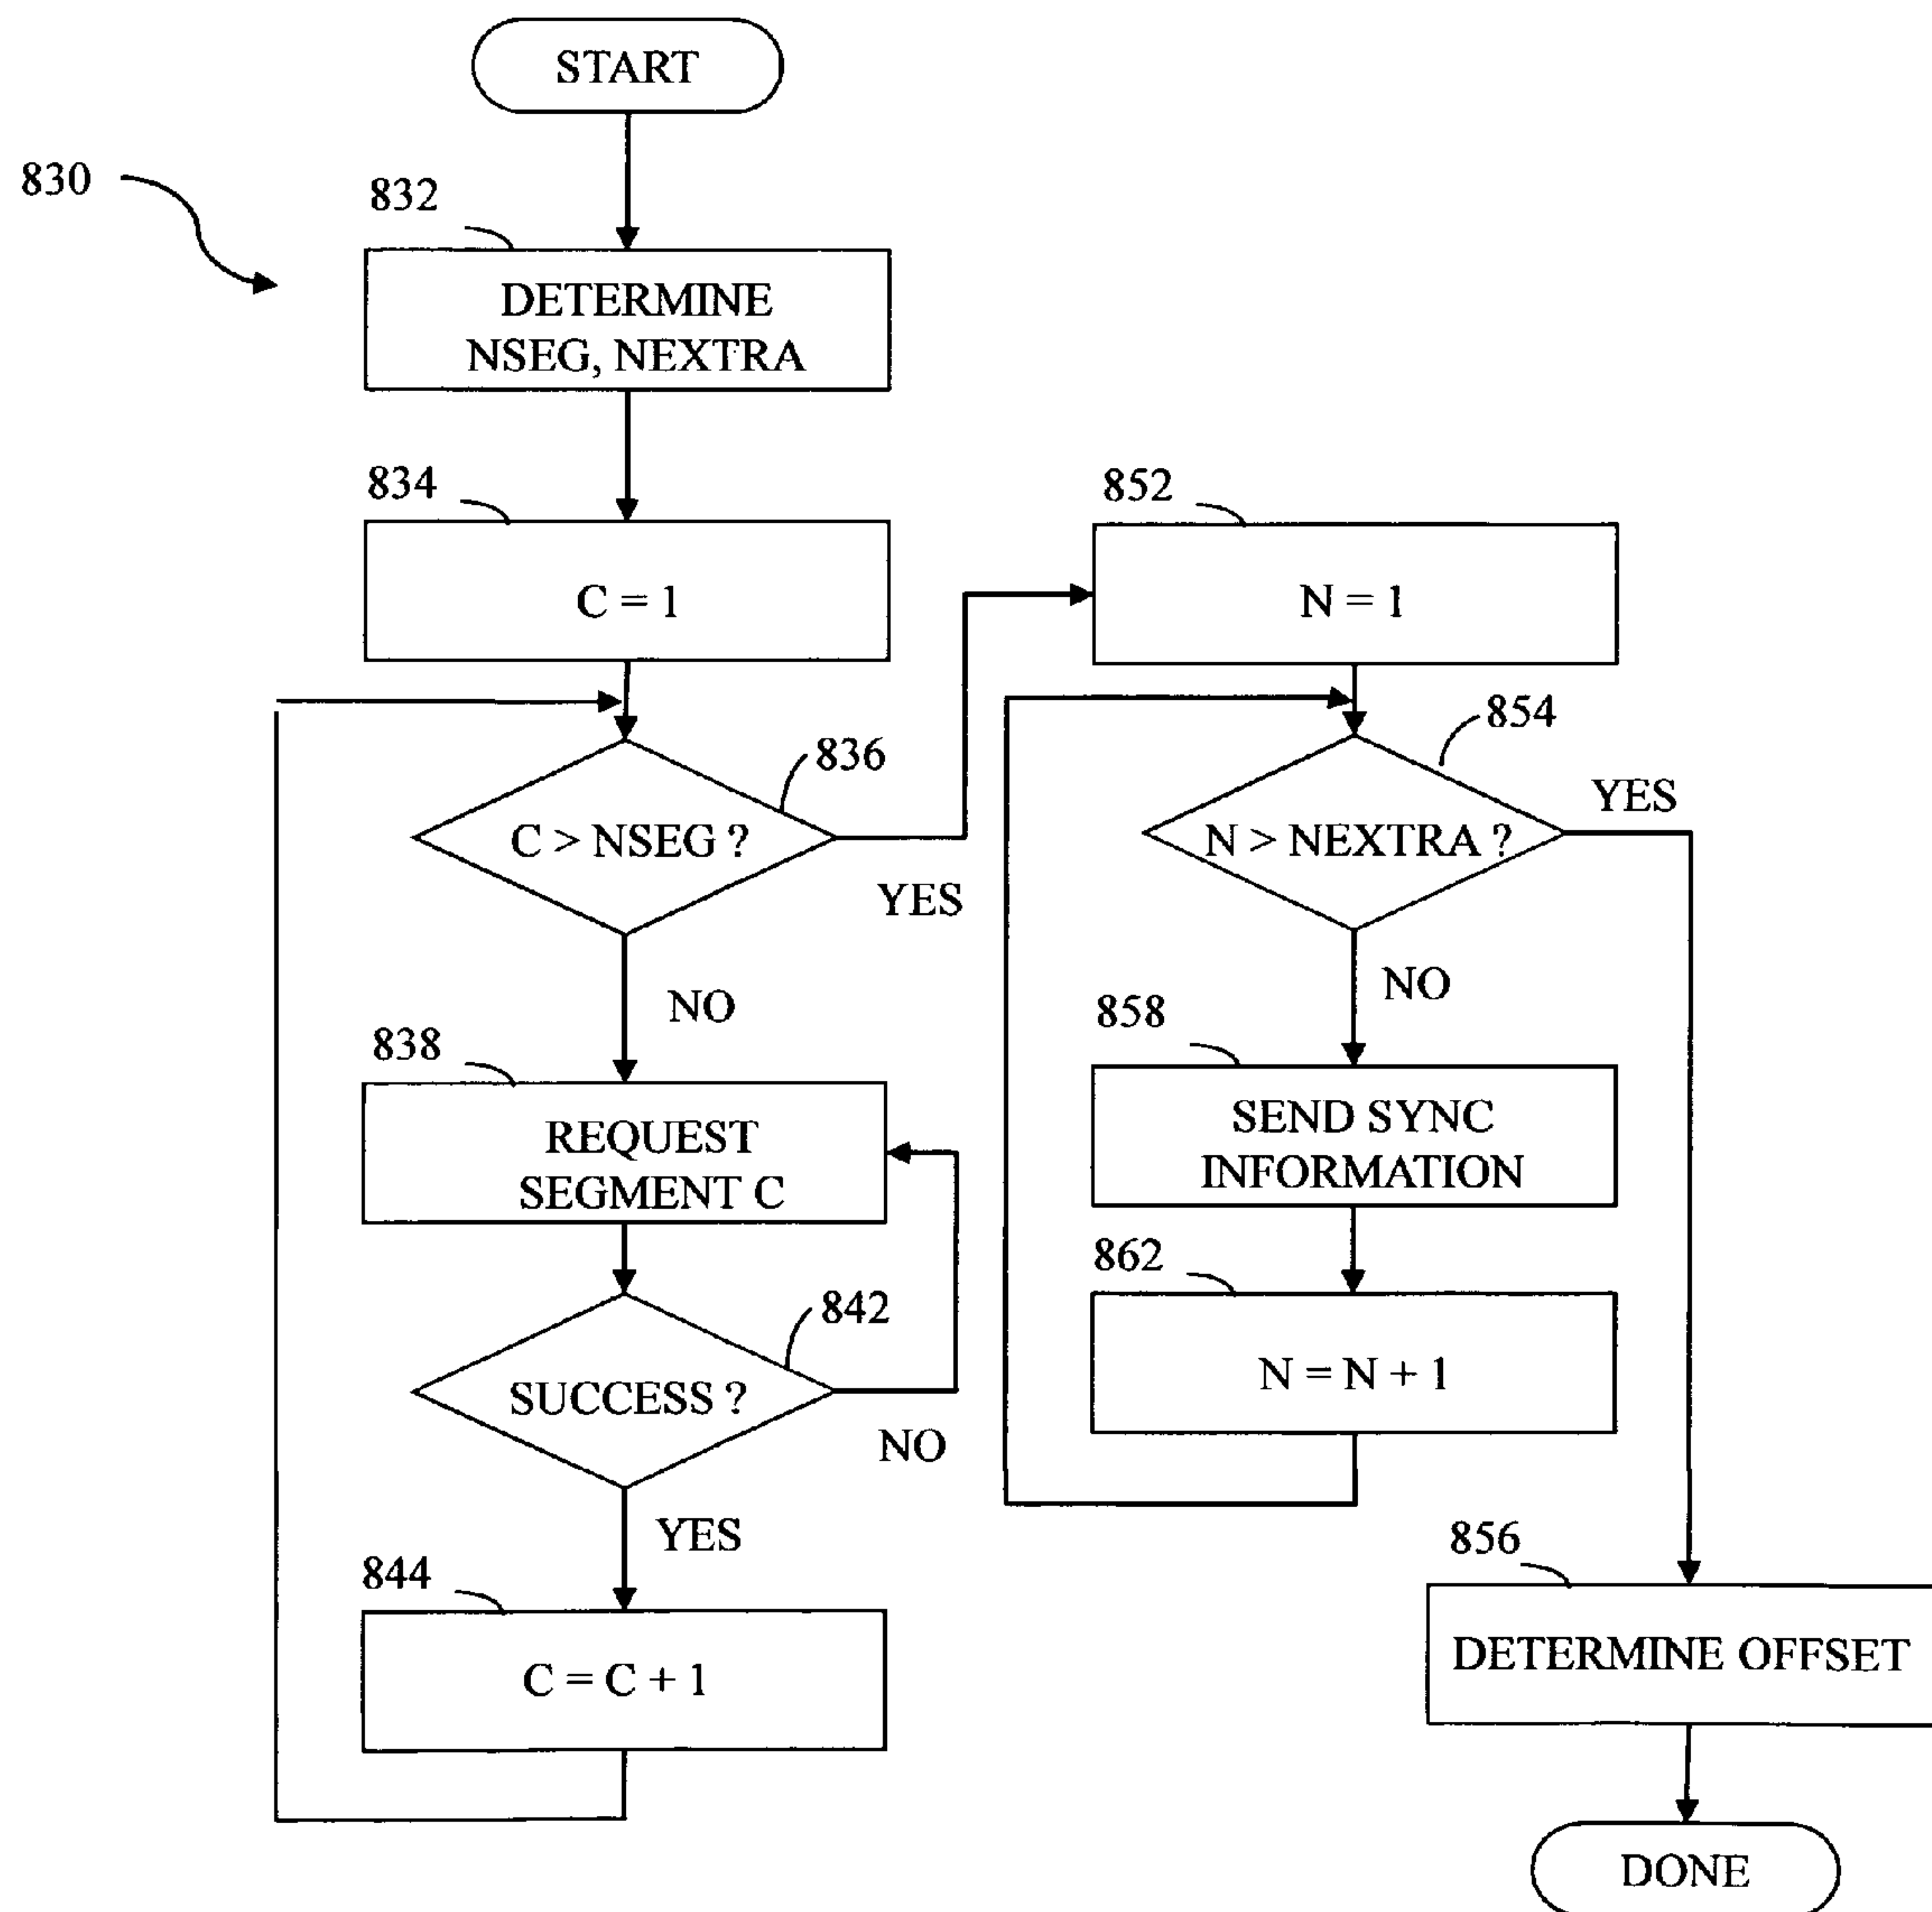 START
830
832
DETERMINE
NSEG, NEXTRA
834
C = 1
836
C > NSEG ?
YES
NO
838
REQUEST
SEGMENT C
842
SUCCESS ?
NO
YES
844
C = C + 1
852
N = 1
854
N > NEXTRA ?
YES
NO
858
SEND SYNC
INFORMATION
862
N = N + 1
856
DETERMINE OFFSET
DONE